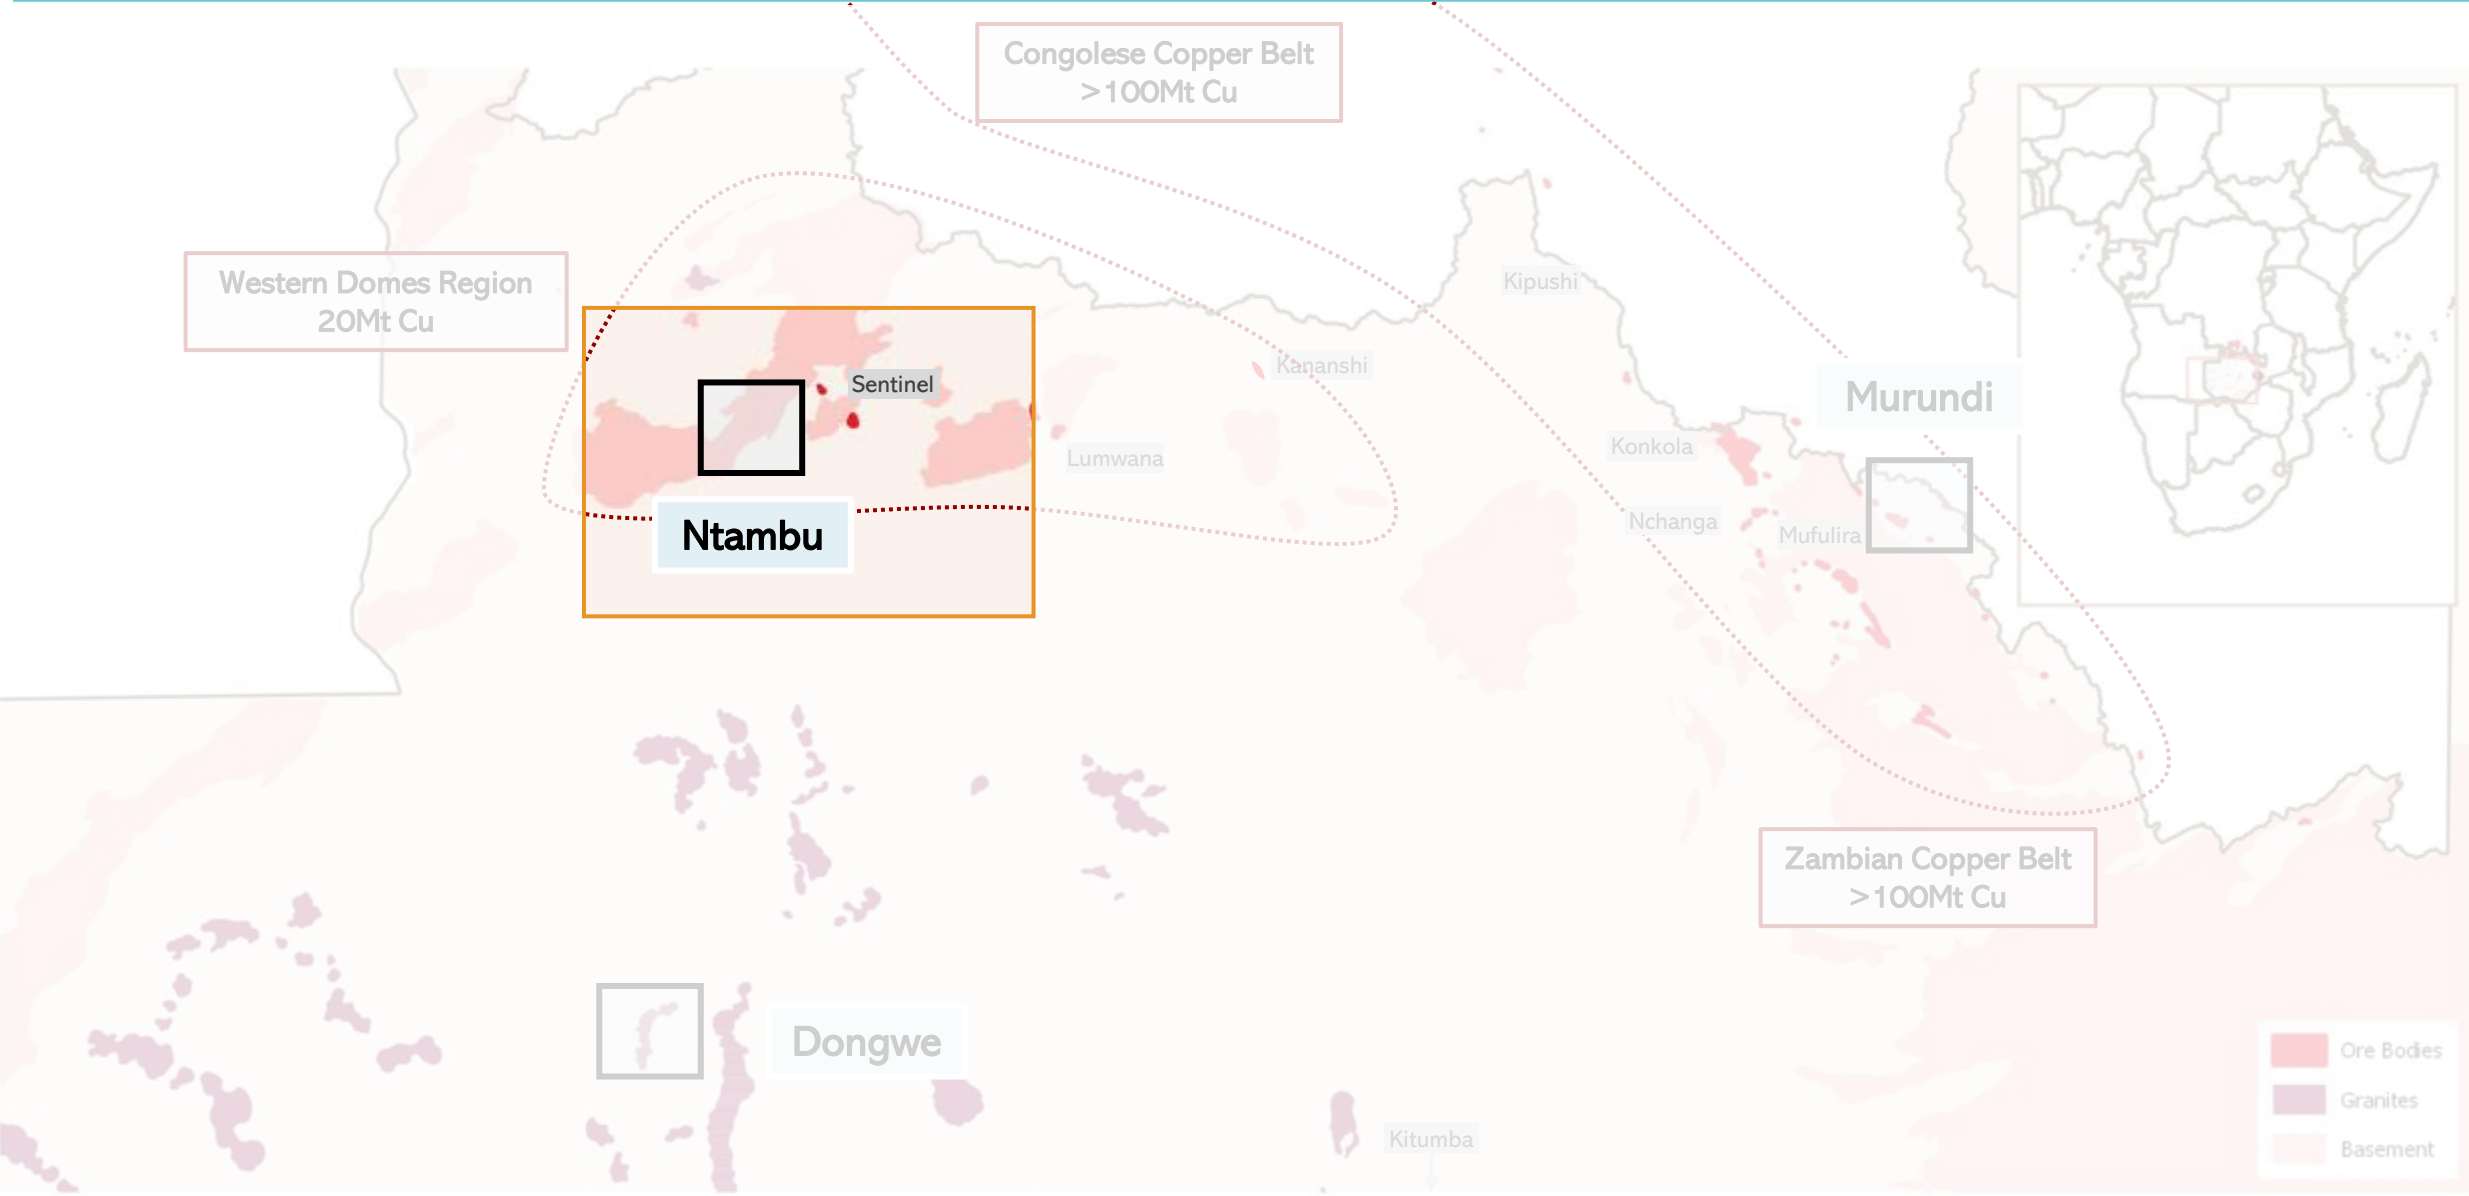 Congolese Copper Belt
>100Mt Cu
Western Domes Region
20Mt Cu
Kipushi
Kananshi
Sentinel
Murundi
Konkola
Lumwana
Nchanga
Mufulira
Ntambu
Zambian Copper Belt
>100Mt Cu
Dongwe
Ore Bodies
Granites
Kitumba
Basement